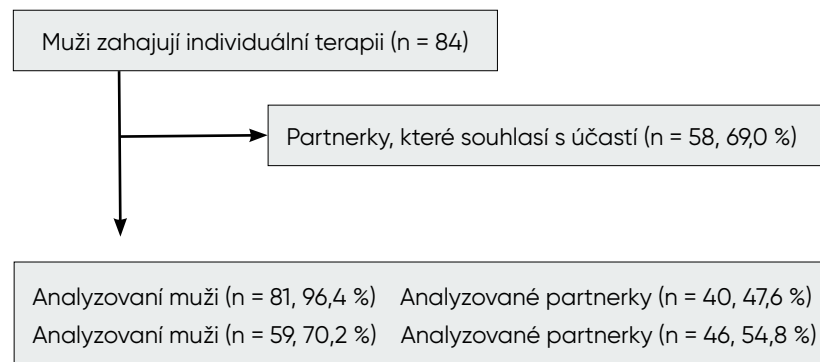 Muži zahajují individuální terapii (n = 84)
Partnerky, které souhlasí s účastí (n = 58, 69,0 %)
Analyzovaní muži (n = 81, 96,4 %) Analyzované partnerky (n = 40, 47,6 %)
Analyzovaní muži (n = 59, 70,2 %) Analyzované partnerky (n = 46, 54,8 %)